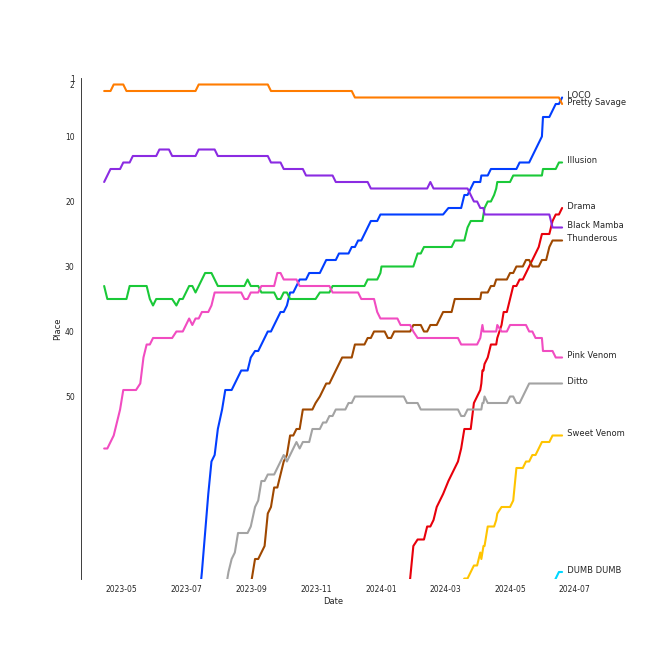 1
2
10
20
30
40
50
Place
2023-05
2023-07
2023-09
2023-11
2024-01
2024-03
2024-05
2024-07
Date
LOCO
Pretty Savage
Illusion
Drama
Black Mamba
Thunderous
Pink Venom
Ditto
Sweet Venom
DUMB DUMB